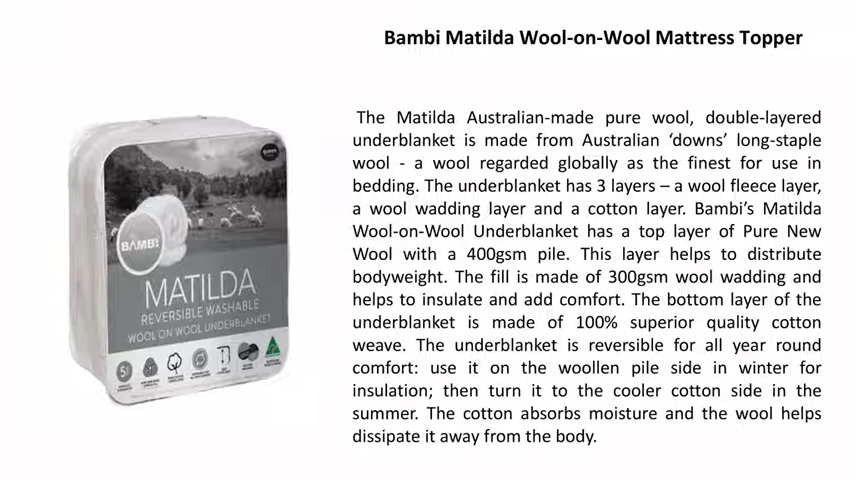 Bambi Matilda Wool-on-Wool Mattress Topper
The Matilda Australian-made pure wool, double-layered
underblanket is made from Australian ‘downs’ long-staple
wool - a wool regarded globally as the finest for use in
bedding. The underblanket has 3 layers – a wool fleece layer,
a wool wadding layer and a cotton layer. Bambi’s Matilda
Wool-on-Wool Underblanket has a top layer of Pure New
Wool with a 400gsm pile. This layer helps to distribute
bodyweight. The fill is made of 300gsm wool wadding and
helps to insulate and add comfort. The bottom layer of the
underblanket is made of 100% superior quality cotton
weave. The underblanket is reversible for all year round
comfort: use it on the woollen pile side in winter for
insulation; then turn it to the cooler cotton side in the
summer. The cotton absorbs moisture and the wool helps
dissipate it away from the body.
BAMBI
MATILDA
REVERSIBLE WASHABLE
WOOL ON WOOL UNDERBLANKET
5